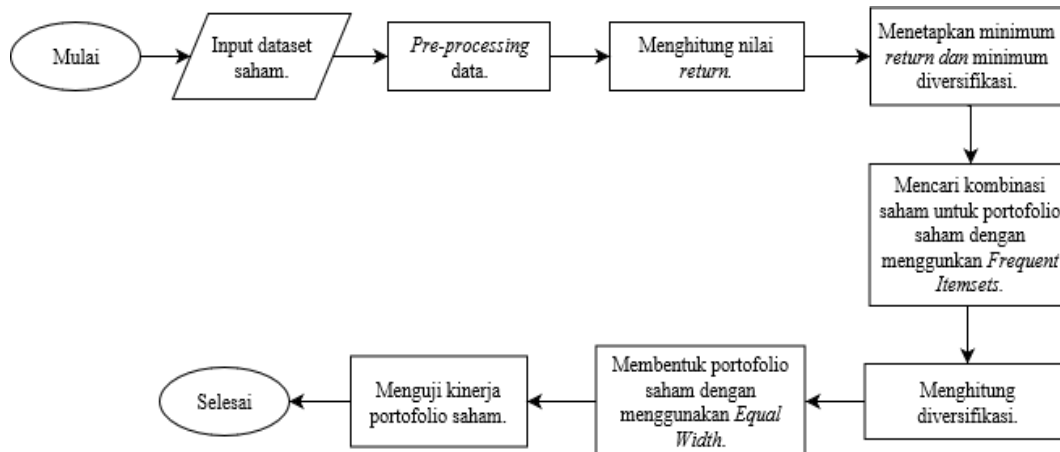 Mulai
Input dataset
saham.
Pre-processing
data.
Menghitung nilai
return.
Menetapkan minimum
return dan minimum
diversifikasi.
Mencari kombinasi
saham untuk portofolio
saham dengan
menggunkan Frequent
Itemsets.
Menghitung
diversifikasi.
Membentuk portofolio
saham dengan
menggunakan Equal
Width.
Menguji kinerja
portofolio saham.
Selesai